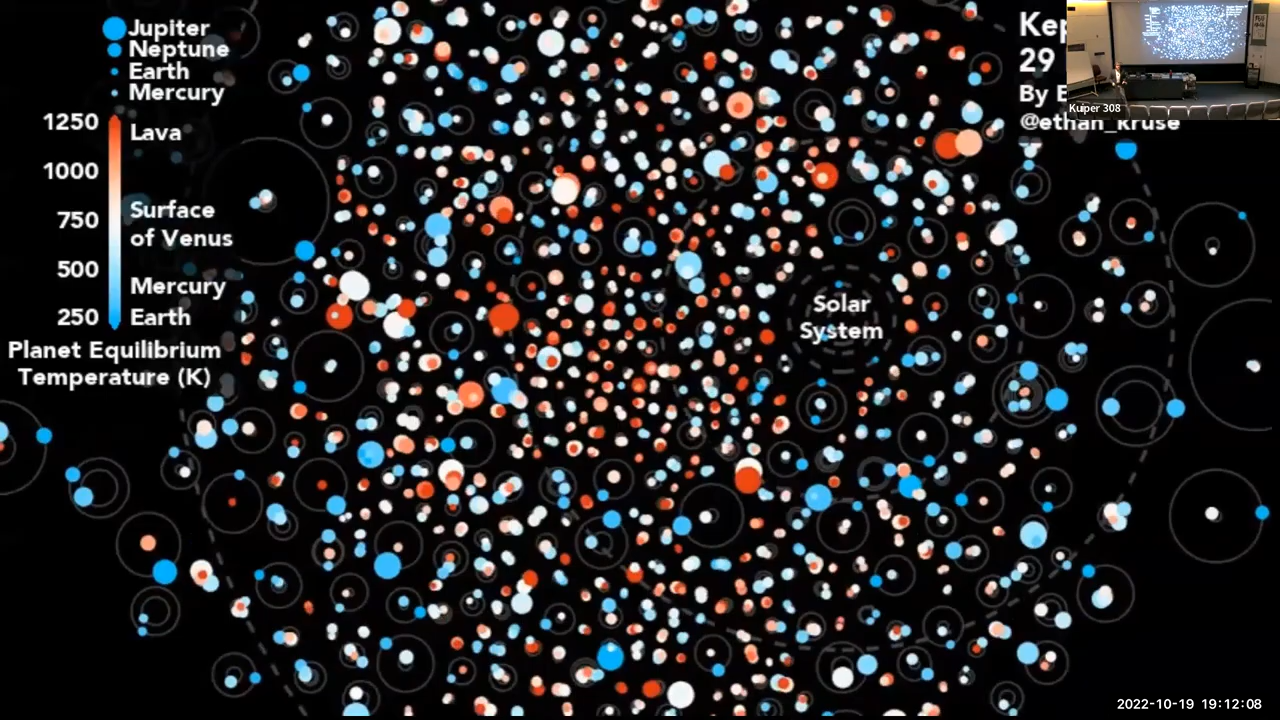 Jupiter
Neptune
Earth
Mercury
1250
Lava
1000
750
Surface
of Venus
500
Mercury
250
Earth
Planet Equilibrium
Temperature (K)
Solar
System
29
By
@ethan_kruse
Kuiper 308
2022-10-19 19:12:08